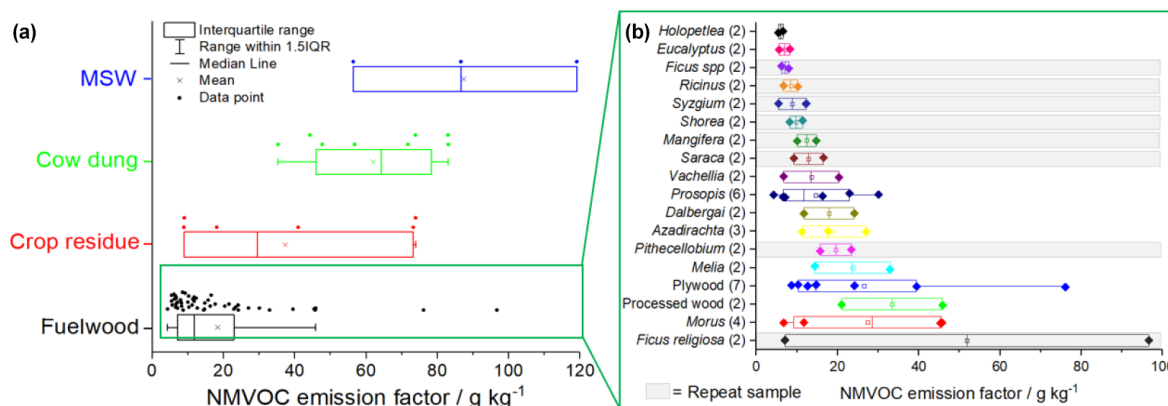 (a)
Interquartile range
Range within 1.5IQR
Median Line
Mean
Data point
MSW
Cow dung
Crop residue
Fuelwood
0 20 40 60 80 100 120
NMVOC emission factor / g kg⁻¹
(b)
Holopetlea (2)
Eucalyptus (2)
Ficus spp (2)
Ricinus (2)
Syzgium (2)
Shorea (2)
Mangifera (2)
Saraca (2)
Vachellia (2)
Prosopis (6)
Dalbergai (2)
Azadirachta (3)
Pithecellobium (2)
Melia (2)
Plywood (7)
Processed wood (2)
Morus (4)
Ficus religiosa (2)
0 20 40 60 80 100
= Repeat sample
NMVOC emission factor / g kg⁻¹